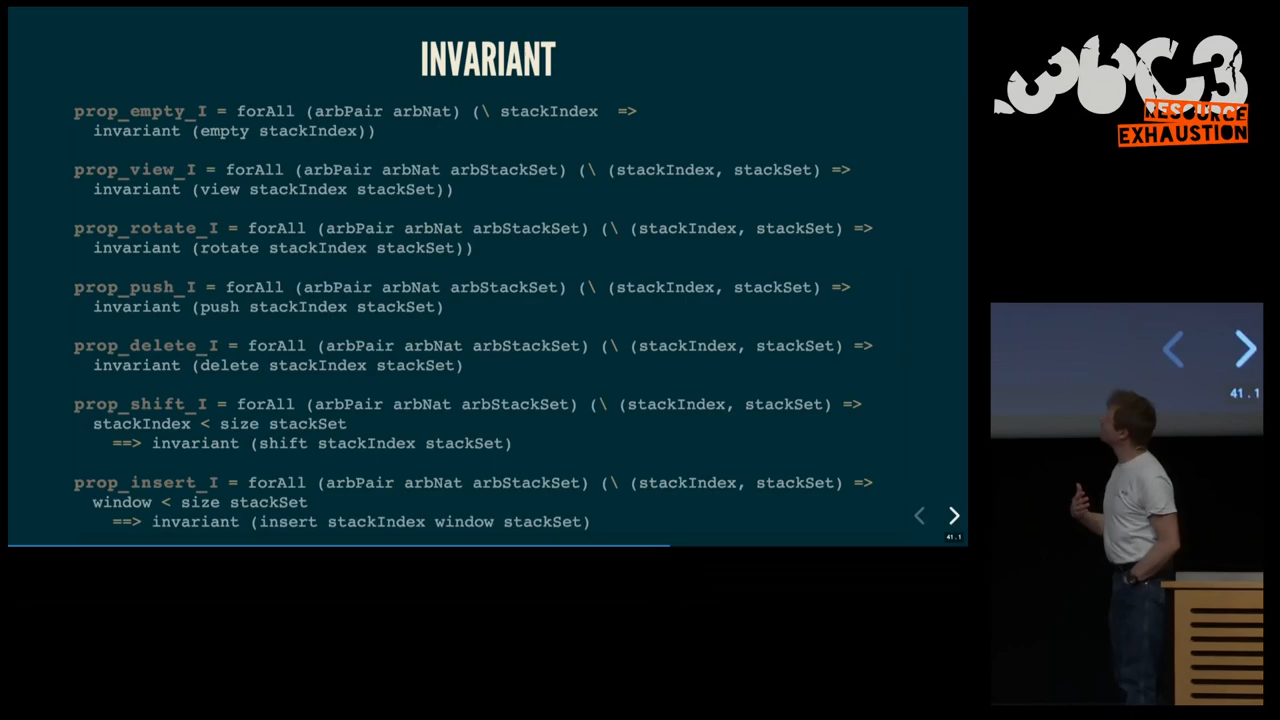 INVARIANT
prop_empty_I = forAll (arbPair arbNat) (\ stackIndex  =>
invariant (empty stackIndex))
prop_view_I = forAll (arbPair arbNat arbStackSet) (\ (stackIndex, stackSet) =>
invariant (view stackIndex stackSet))
prop_rotate_I = forAll (arbPair arbNat arbStackSet) (\ (stackIndex, stackSet) =>
invariant (rotate stackIndex stackSet))
prop_push_I = forAll (arbPair arbNat arbStackSet) (\ (stackIndex, stackSet) =>
invariant (push stackIndex stackSet)
prop_delete_I = forAll (arbPair arbNat arbStackSet) (\ (stackIndex, stackSet) =>
invariant (delete stackIndex stackSet)
prop_shift_I = forAll (arbPair arbNat arbStackSet) (\ (stackIndex, stackSet) =>
stackIndex < size stackSet
==> invariant (shift stackIndex stackSet)
prop_insert_I = forAll (arbPair arbNat arbStackSet) (\ (stackIndex, stackSet) =>
window < size stackSet
==> invariant (insert stackIndex window stackSet)
41.1
36C3
RESOURCE
EXHAUSTION
41.1